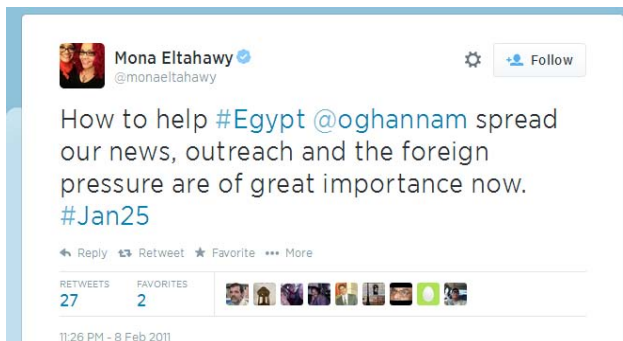 Mona Eltahawy
@monaeltahawy
Follow
How to help #Egypt @oghannam spread
our news, outreach and the foreign
pressure are of great importance now.
#Jan25
Reply Retweet Favorite More
RETWEETS FAVORITES
27 2
11:26 PM - 8 Feb 2011